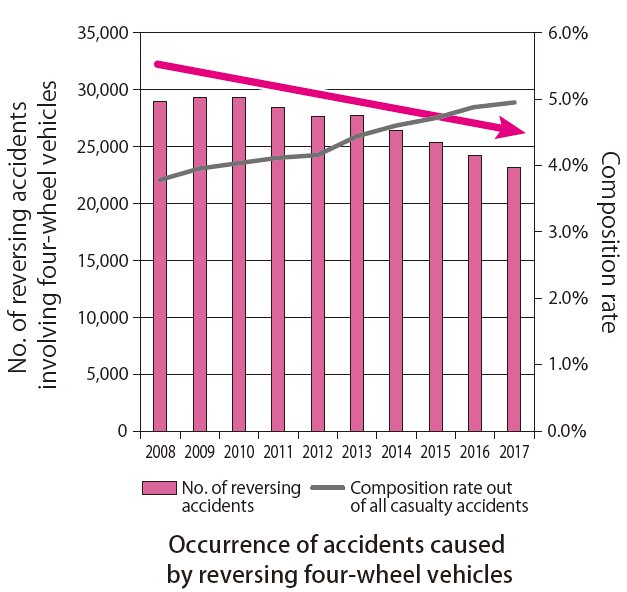 35,000
30,000
25,000
20,000
15,000
10,000
5,000
0
No. of reversing accidents
involving four-wheel vehicles
6.0%
5.0%
4.0%
3.0%
2.0%
1.0%
0.0%
Composition rate
2008 2009 2010 2011 2012 2013 2014 2015 2016 2017
No. of reversing
accidents
Composition rate out
of all casualty accidents
Occurrence of accidents caused
by reversing four-wheel vehicles